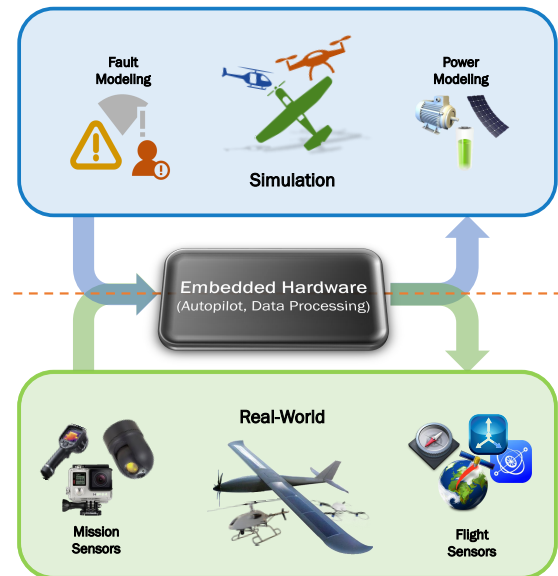 Fault
Modeling
Power
Modeling
Simulation
Embedded Hardware
(Autopilot, Data Processing)
Real-World
Mission
Sensors
Flight
Sensors